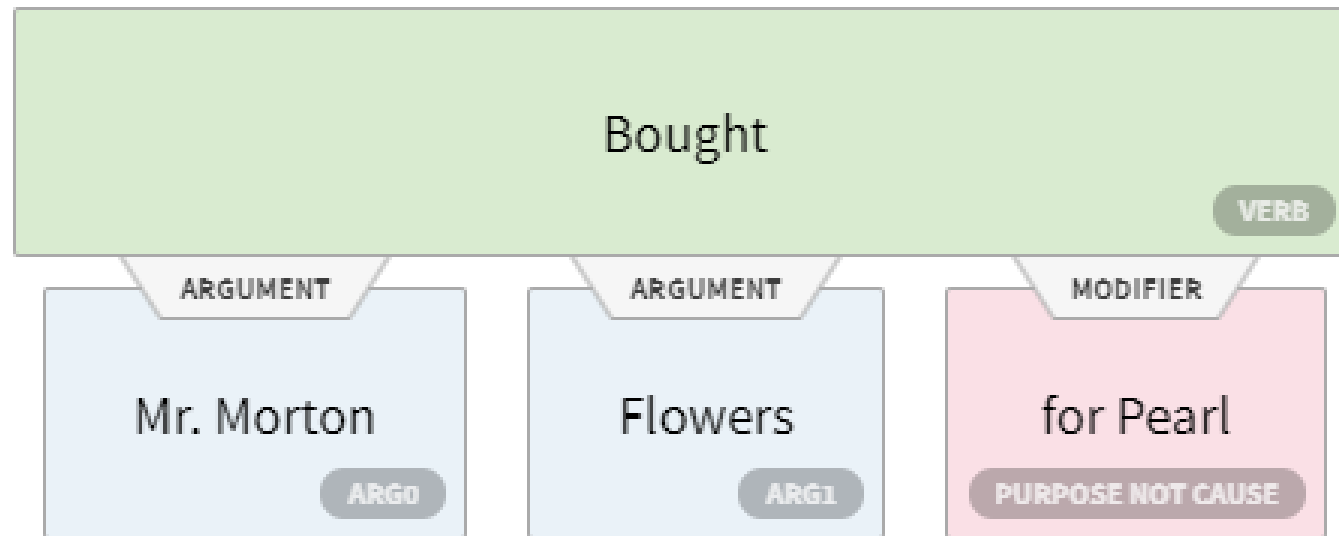 Bought
VERB
ARGUMENT ARGUMENT MODIFIER
Mr. Morton Flowers for Pearl
ARG0 ARG1 PURPOSE NOT CAUSE